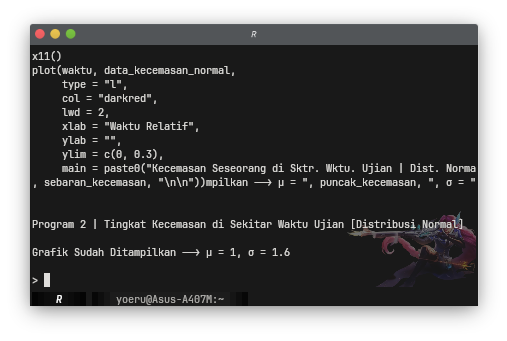 R
x11()
plot(waktu, data_kecemasan_normal,
type = "l",
col = "darkred",
lwd = 2,
xlab = "Waktu Relatif",
ylab = "",
ylim = c(0, 0.3),
main = paste0("Kecemasan Seseorang di Sktr. Wktu. Ujian | Dist. Norma
, sebaran_kecemasan, "\n\n"))mpilkan ——> μ = ", puncak_kecemasan, ", σ = "
Program 2 | Tingkat Kecemasan di Sekitar Waktu Ujian [Distribusi Normal]
Grafik Sudah Ditampilkan ——> μ = 1, σ = 1.6
>
R yoeru@Asus-A407M:~